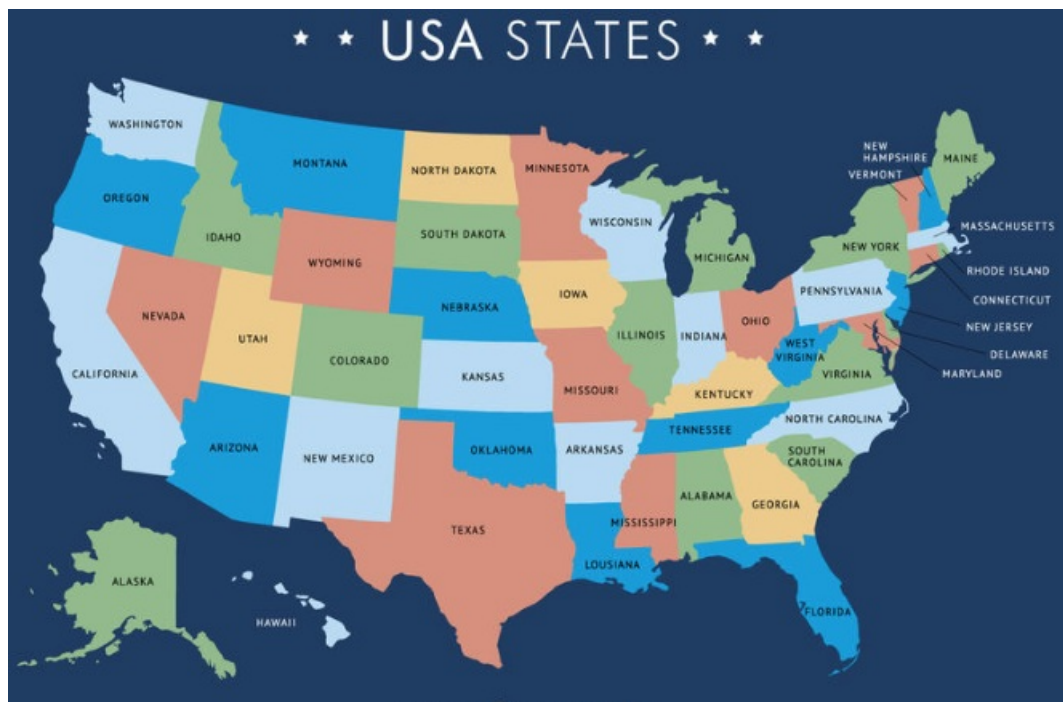 ★ ★ USA STATES ★ ★
WASHINGTON
MONTANA
NORTH DAKOTA
MINNESOTA
NEW
HAMPSHIRE
VERMONT
MAINE
OREGON
IDAHO
SOUTH DAKOTA
WISCONSIN
MICHIGAN
NEW YORK
MASSACHUSETTS
WYOMING
RHODE ISLAND
NEVADA
UTAH
NEBRASKA
IOWA
ILLINOIS
INDIANA
OHIO
PENNSYLVANIA
CONNECTICUT
NEW JERSEY
CALIFORNIA
COLORADO
KANSAS
MISSOURI
KENTUCKY
WEST
VIRGINIA
VIRGINIA
DELAWARE
MARYLAND
ARIZONA
NEW MEXICO
OKLAHOMA
ARKANSAS
TENNESSEE
NORTH CAROLINA
SOUTH
CAROLINA
TEXAS
MISSISSIPPI
ALABAMA
GEORGIA
LOUSIANA
FLORIDA
ALASKA
HAWAII